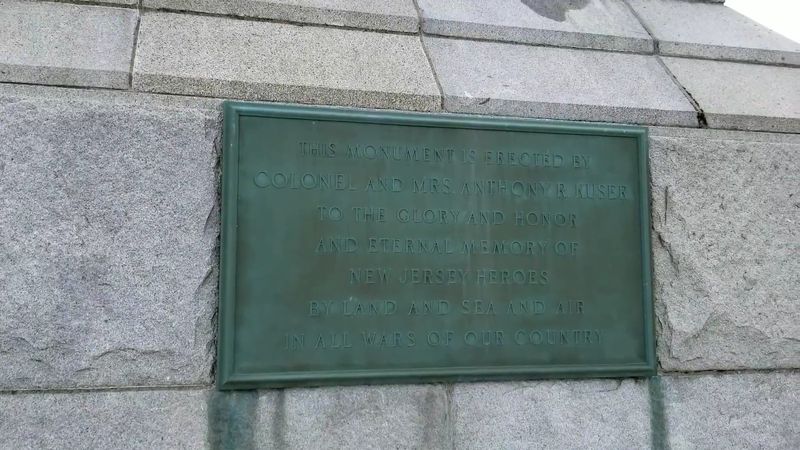 THIS MONUMENT IS ERECTED BY
COLONEL AND MRS. ANTHONY R. KUSER
TO THE GLORY AND HONOR
AND ETERNAL MEMORY OF
NEW JERSEY HEROES
BY LAND AND SEA AND AIR
IN ALL WARS OF OUR COUNTRY